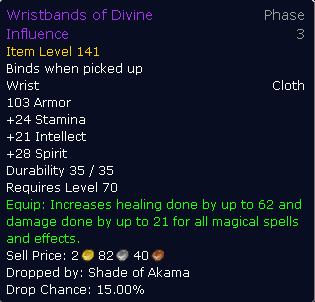 Wristbands of Divine Phase
Influence 3
Item Level 141
Binds when picked up
Wrist Cloth
103 Armor
+24 Stamina
+21 Intellect
+28 Spirit
Durability 35 / 35
Requires Level 70
Equip: Increases healing done by up to 62 and
damage done by up to 21 for all magical spells
and effects.
Sell Price: 2 82 40
Dropped by: Shade of Akama
Drop Chance: 15.00%